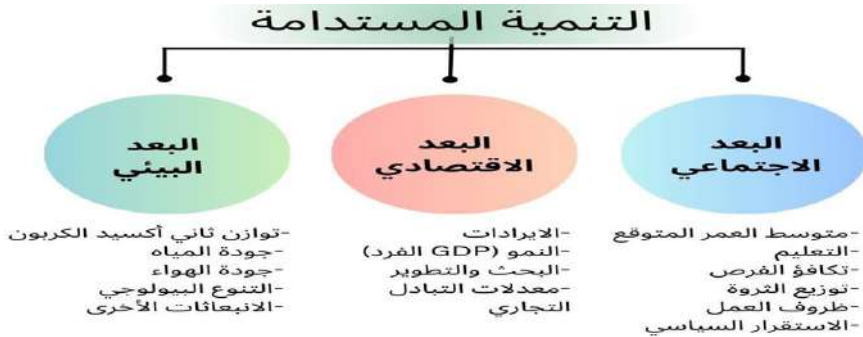 التنمية المستدامة
البعد
الاجتماعي
-متوسط العمر المتوقع
-التعليم
-تكافؤ الفرص
-توزيع الثروة
-ظروف العمل
-الاستقرار السياسي
البعد
الاقتصادي
-الايرادات
-النمو (GDP الفرد)
-البحث والتطوير
-معدلات التبادل
التجاري
البعد
البيئي
-توازن ثاني أكسيد الكربون
-جودة المياه
-جودة الهواء
-التنوع البيولوجي
-الانبعاثات الأخرى